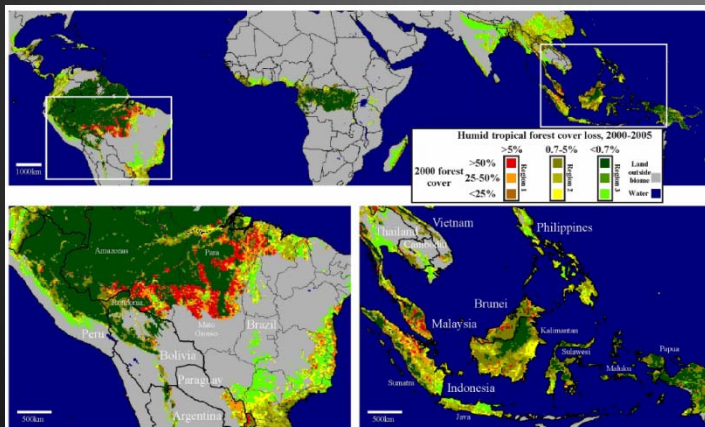 1000km
Humid tropical forest cover loss, 2000-2005
>5% 0.7-5% <0.7%
2000 forest cover
>50%
25-50%
<25%
Region 1
Region 2
Region 3
Land outside biome
Water
Amazonas
Para
Rondonia
Mato Grosso
Brazil
Peru
Bolivia
Paraguay
Argentina
500km
Vietnam
Thailand
Cambodia
Philippines
Brunei
Malaysia
Kalimantan
Sulawesi
Maluku
Papua
Sumatra
Indonesia
Java
500km